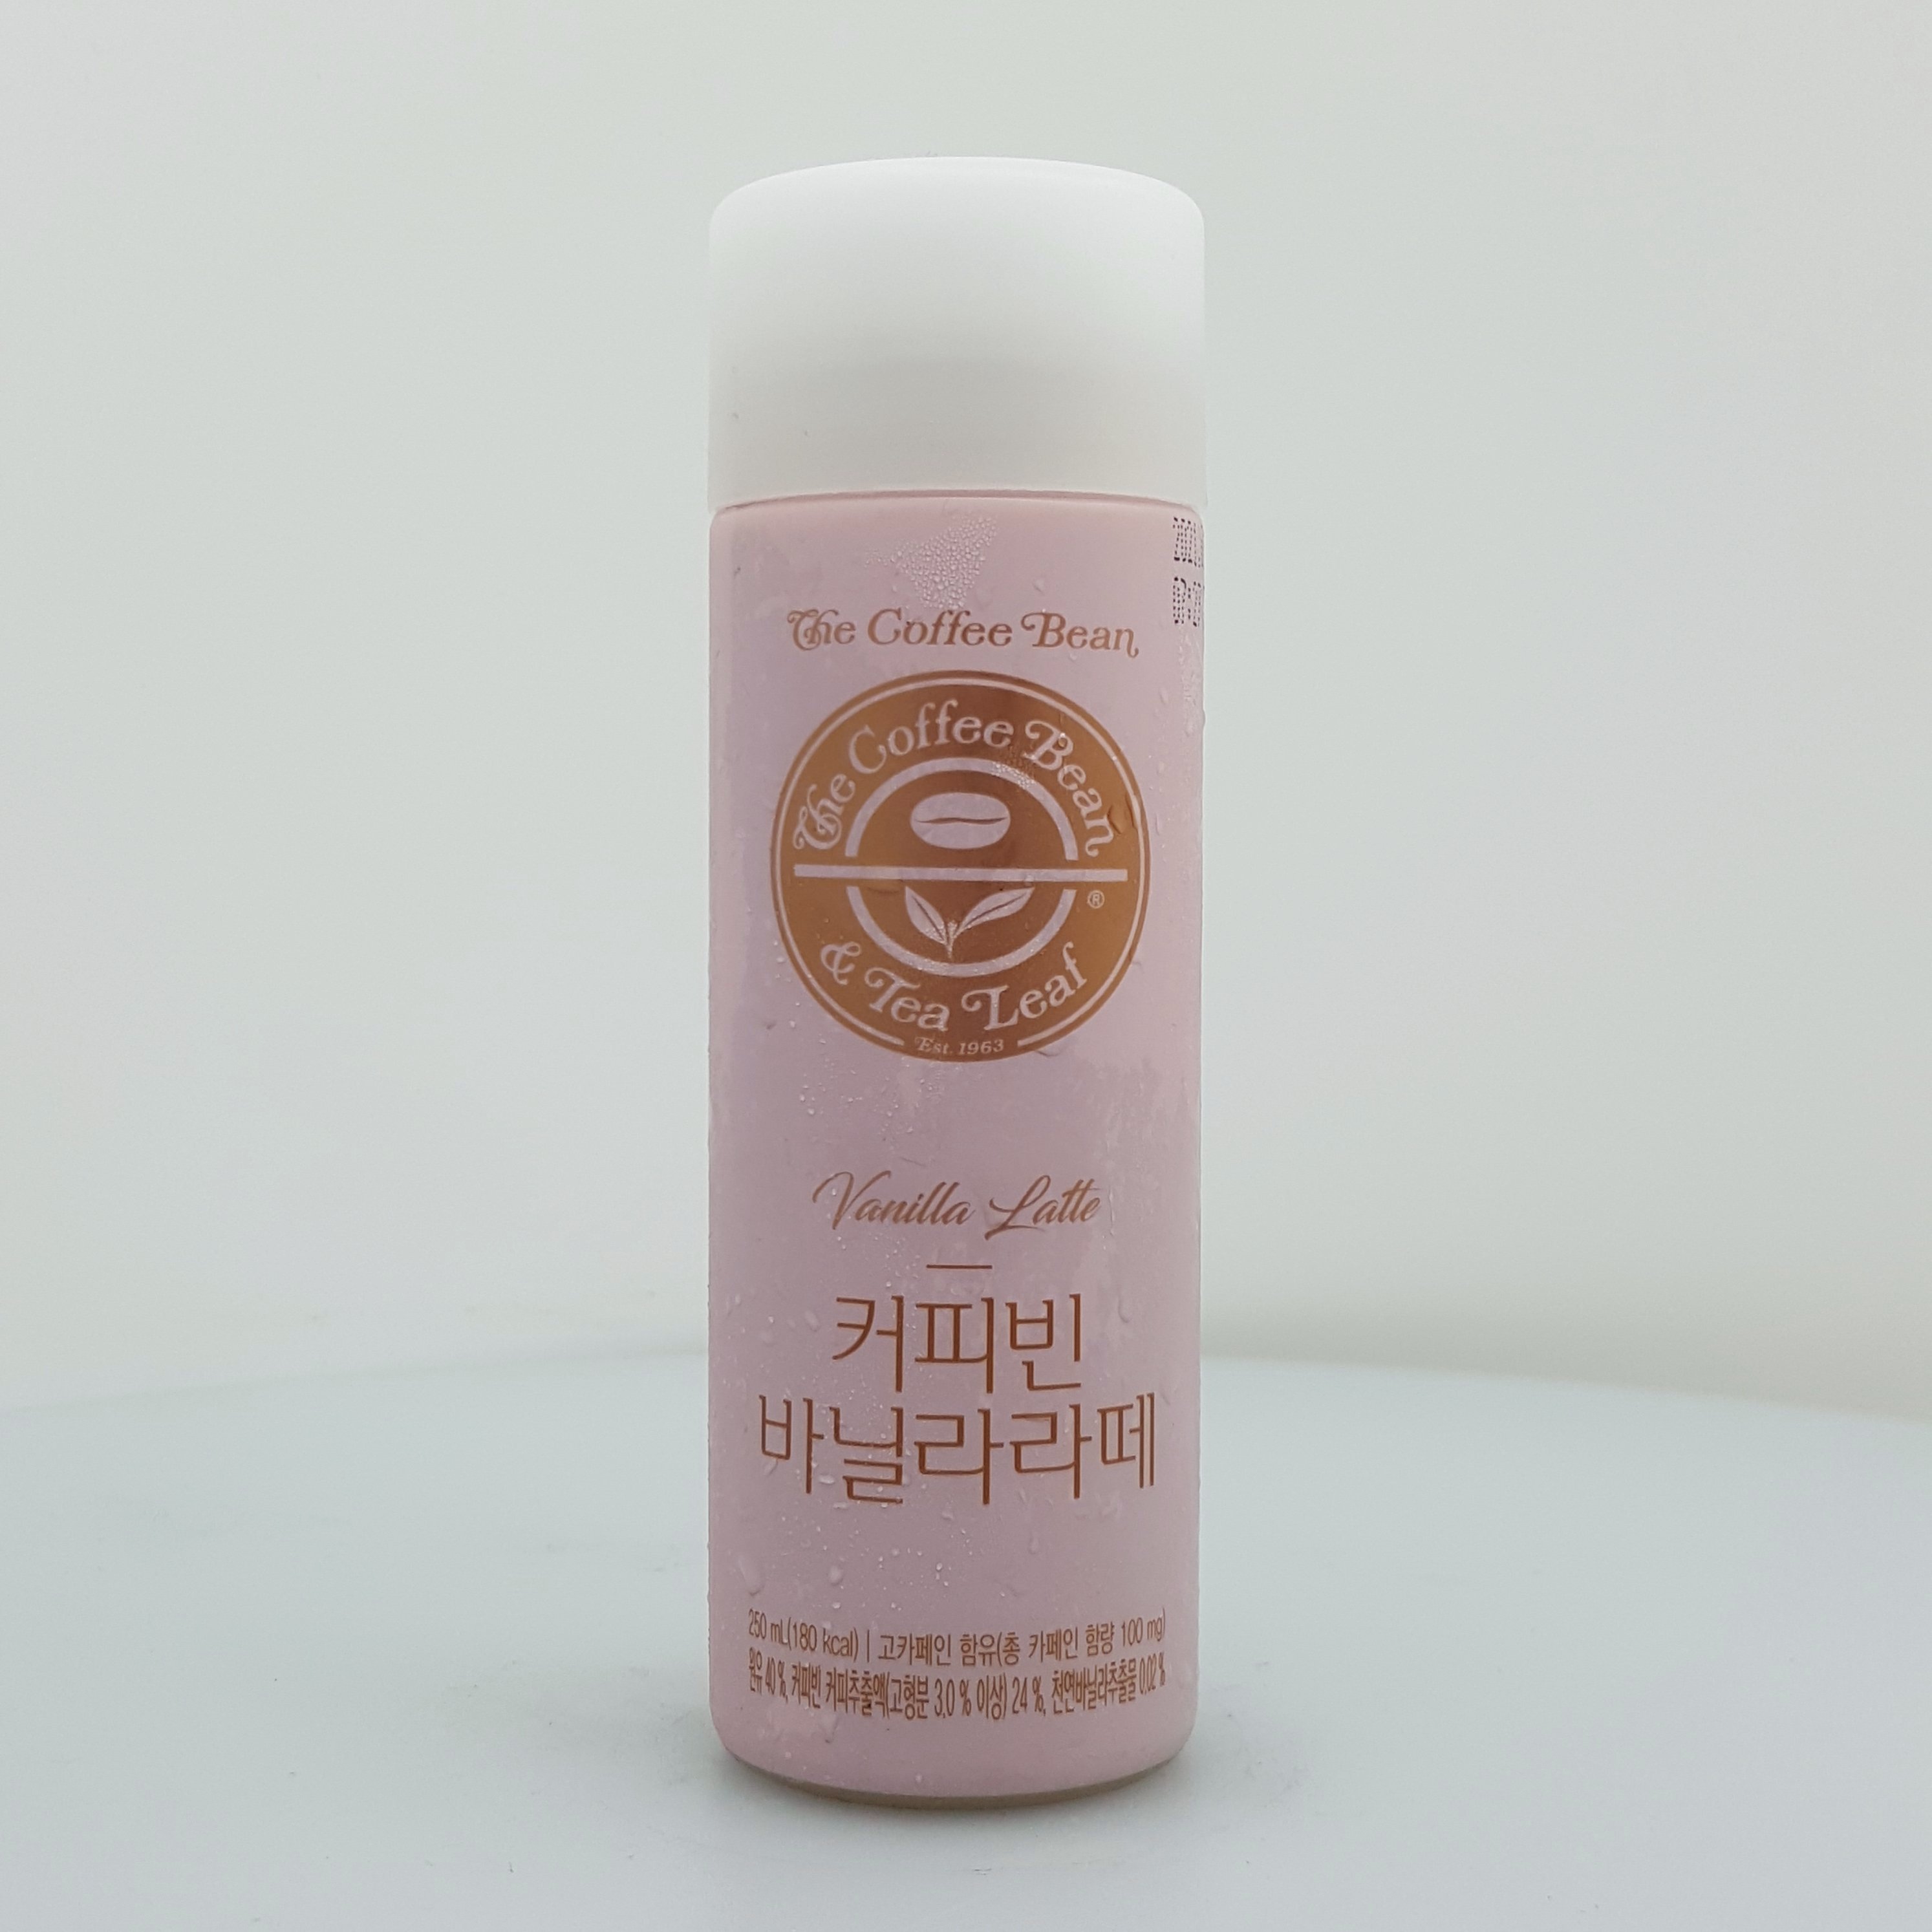 The Coffee Bean
The Coffee Bean
®
& Tea Leaf
Est. 1963
Vanilla Latte
커피빈
바닐라라떼
250 mL(180 kcal) | 고카페인 함유(총 카페인 함량 100 mg)
원유 40 %, 커피빈 커피추출액(고형분 3.0 % 이상) 24 %, 천연바닐라추출물 0.02 %